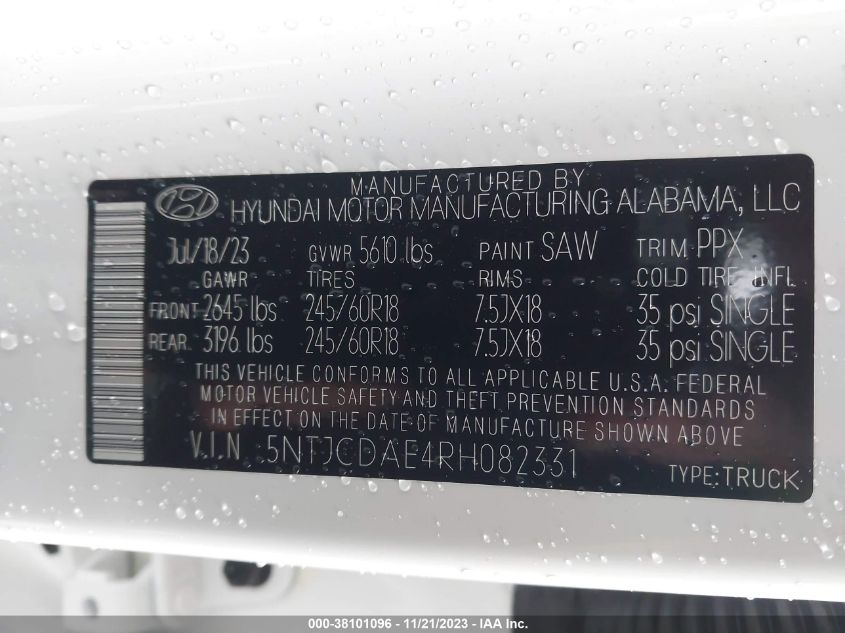 MANUFACTURED BY
HYUNDAI MOTOR MANUFACTURING ALABAMA, LLC
Jul/18/23 GVWR 5610 lbs PAINT SAW TRIM PPX
GAWR TIRES RIMS COLD TIRE INFL
FRONT 2645 lbs 245/60R18 7.5JX18 35 psi SINGLE
REAR 3196 lbs 245/60R18 7.5JX18 35 psi SINGLE
THIS VEHICLE CONFORMS TO ALL APPLICABLE U.S.A. FEDERAL
MOTOR VEHICLE SAFETY AND THEFT PREVENTION STANDARDS
IN EFFECT ON THE DATE OF MANUFACTURE SHOWN ABOVE
V.I.N 5NTJCDAE4RH082331
TYPE:TRUCK
000-38101096 - 11/21/2023 - IAA Inc.